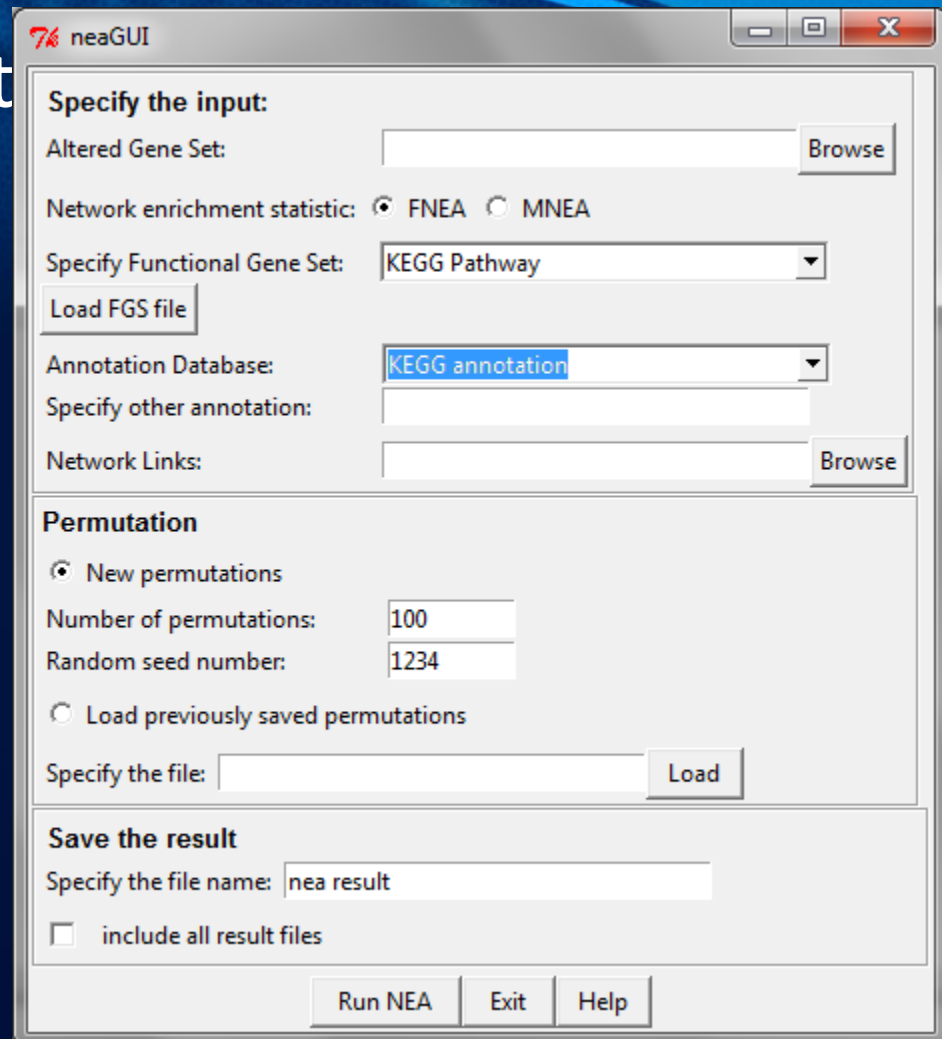 neaGUI
t
Specify the input:
Altered Gene Set: Browse
Network enrichment statistic: FNEA MNEA
Specify Functional Gene Set: KEGG Pathway
Load FGS file
Annotation Database: KEGG annotation
Specify other annotation:
Network Links: Browse
Permutation
New permutations
Number of permutations: 100
Random seed number: 1234
Load previously saved permutations
Specify the file: Load
Save the result
Specify the file name: nea result
include all result files
Run NEA Exit Help